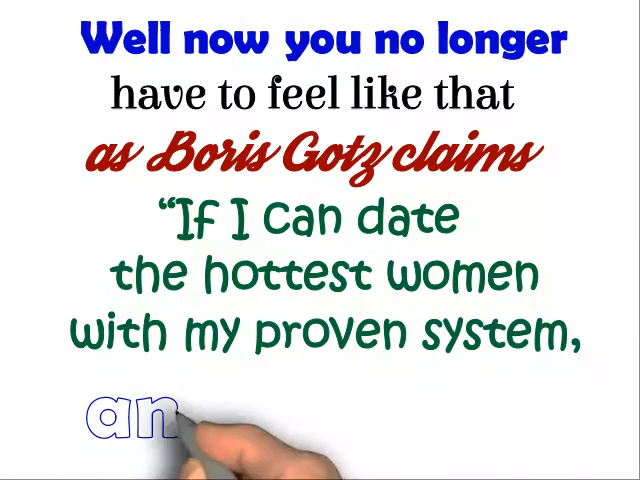 Well now you no longer
have to feel like that
as Boris Gotz claims
“If I can date
the hottest women
with my proven system,
an